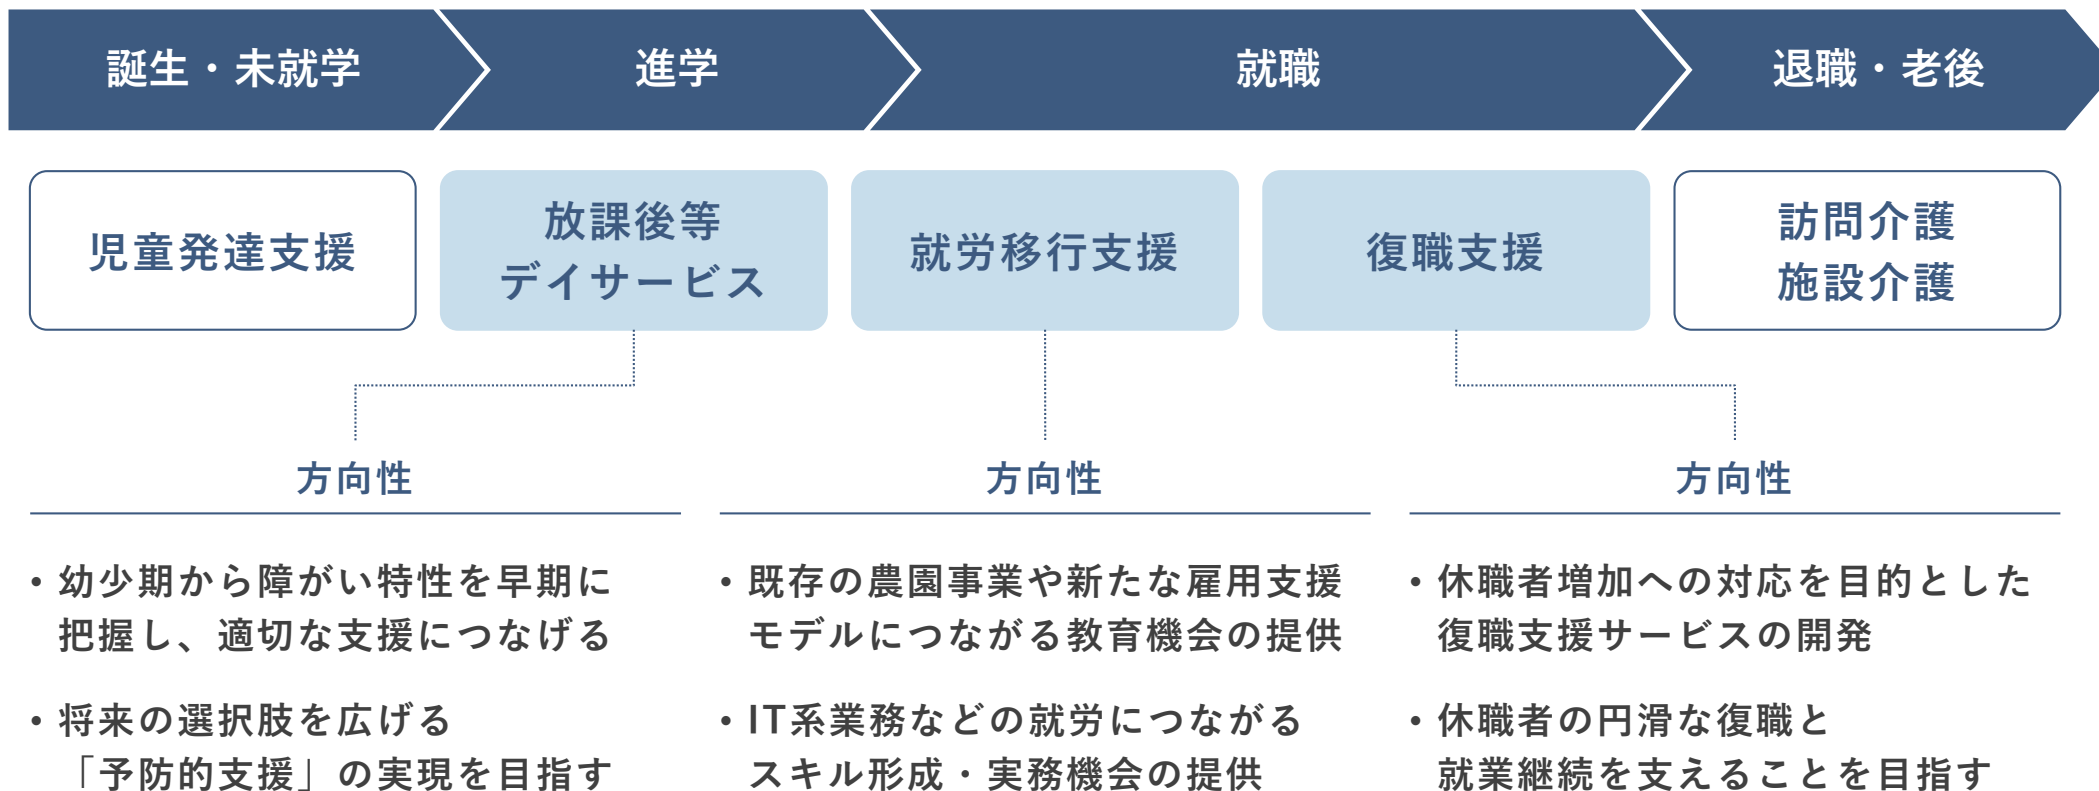 誕生・未就学
進学
就職
退職・老後
児童発達支援
放課後等
デイサービス
就労移行支援
復職支援
訪問介護
施設介護
方向性
・幼少期から障がい特性を早期に
把握し、適切な支援につなげる
・将来の選択肢を広げる
「予防的支援」の実現を目指す
方向性
・既存の農園事業や新たな雇用支援
モデルにつながる教育機会の提供
・IT系業務などの就労につながる
スキル形成・実務機会の提供
方向性
・休職者増加への対応を目的とした
復職支援サービスの開発
・休職者の円滑な復職と
就業継続を支えることを目指す